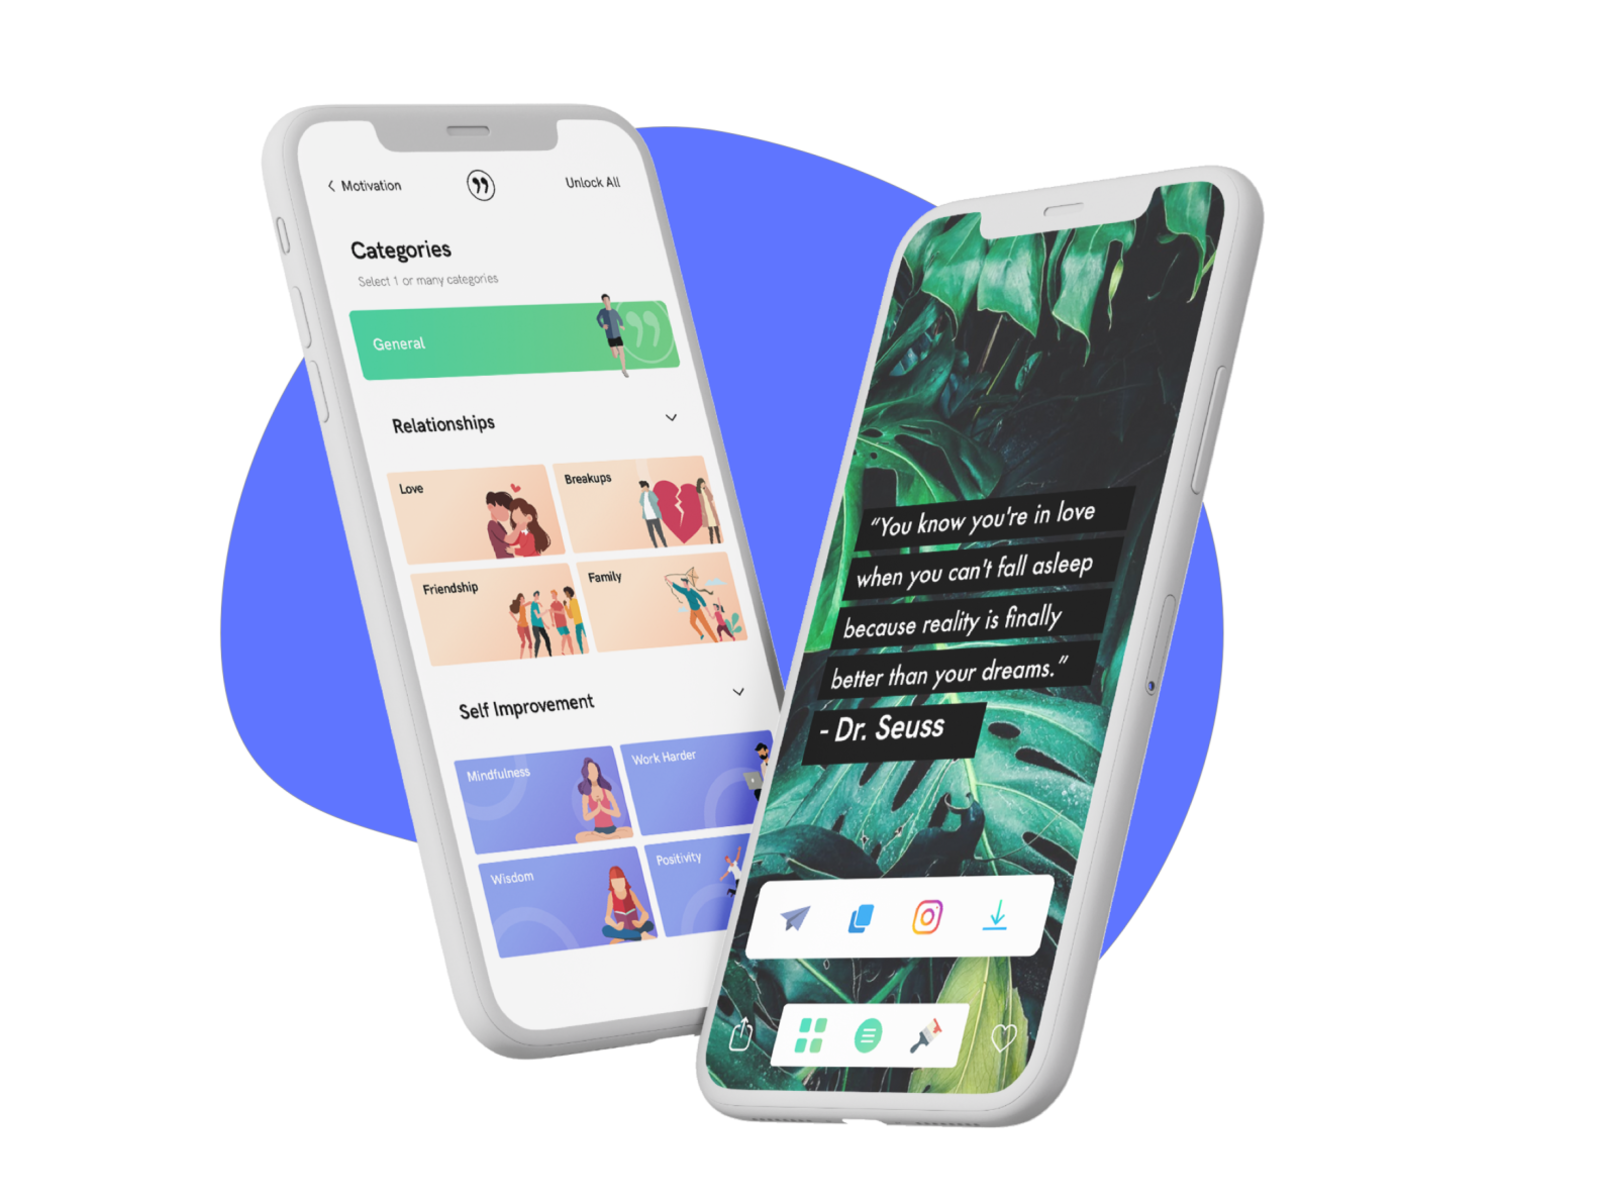 Motivation
Unlock All
Categories
Select 1 or many categories
General
Relationships
Love
Breakups
Friendship
Family
Self Improvement
Mindfulness
Work Harder
Wisdom
Positivity
“You know you're in love
when you can't fall asleep
because reality is finally
better than your dreams.”
- Dr. Seuss